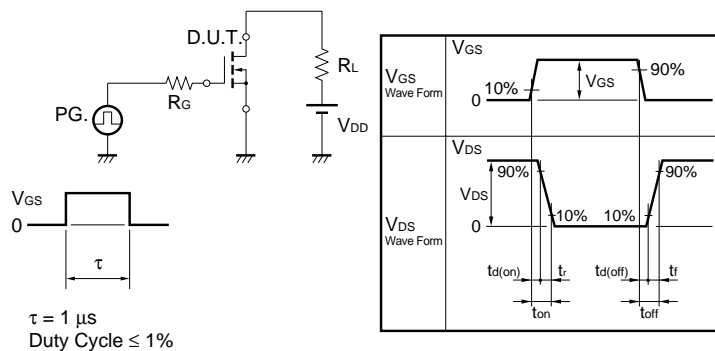 D.U.T.
RL
RG
PG.
VDD
VGS
0
τ
τ = 1 μs
Duty Cycle ≤ 1%
VGS
Wave Form
VGS
10%
90%
VGS
0
VDS
Wave Form
VDS
90%
90%
VDS
10%
10%
0
td(on)
tr
td(off)
tf
ton
toff